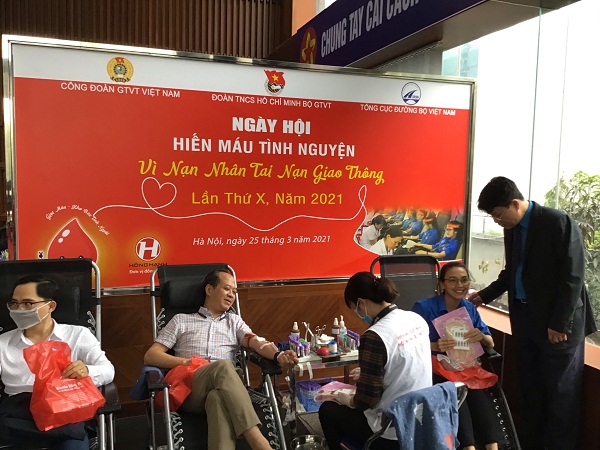 CHUNG TAY CẢI CÁCH
CÔNG ĐOÀN GTVT VIỆT NAM
ĐOÀN TNCS HỒ CHÍ MINH BỘ GTVT
TỔNG CỤC ĐƯỜNG BỘ VIỆT NAM
NGÀY HỘI
HIẾN MÁU TÌNH NGUYỆN
Vì Nạn Nhân Tai Nạn Giao Thông
Lần Thứ X, Năm 2021
Hà Nội, ngày 25 tháng 3 năm 2021
H
HỒNG HẠNH